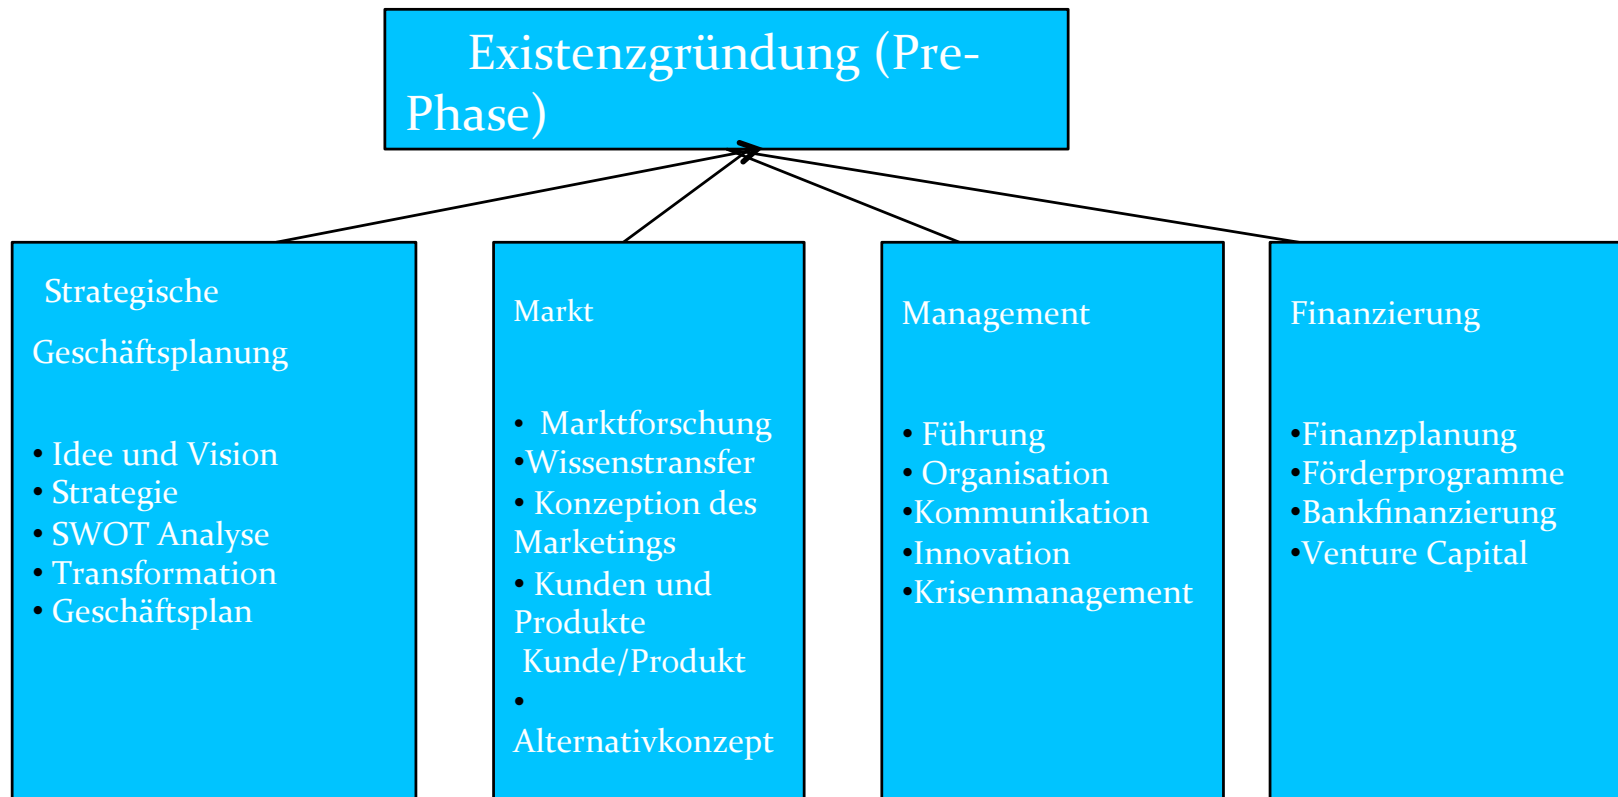 Existenzgründung (Pre-
Phase)
Strategische
Geschäftsplanung
• Idee und Vision
• Strategie
• SWOT Analyse
• Transformation
• Geschäftsplan
Markt
• Marktforschung
•Wissenstransfer
• Konzeption des
Marketings
• Kunden und
Produkte
Kunde/Produkt
•
Alternativkonzept
Management
• Führung
• Organisation
•Kommunikation
•Innovation
•Krisenmanagement
Finanzierung
•Finanzplanung
•Förderprogramme
•Bankfinanzierung
•Venture Capital